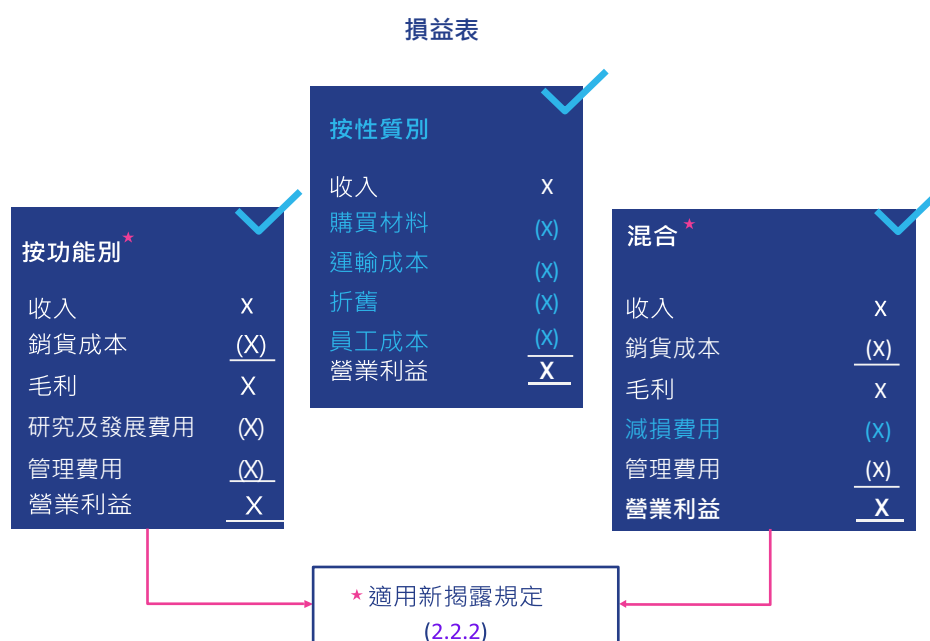 損益表
按功能別★
收入 X
銷貨成本 (X)
毛利 X
研究及發展費用 (X)
管理費用 (X)
營業利益 X
按性質別
收入 X
購買材料 (X)
運輸成本 (X)
折舊 (X)
員工成本 (X)
營業利益 X
混合★
收入 X
銷貨成本 (X)
毛利 X
減損費用 (X)
管理費用 (X)
營業利益 X
★適用新揭露規定
(2.2.2)